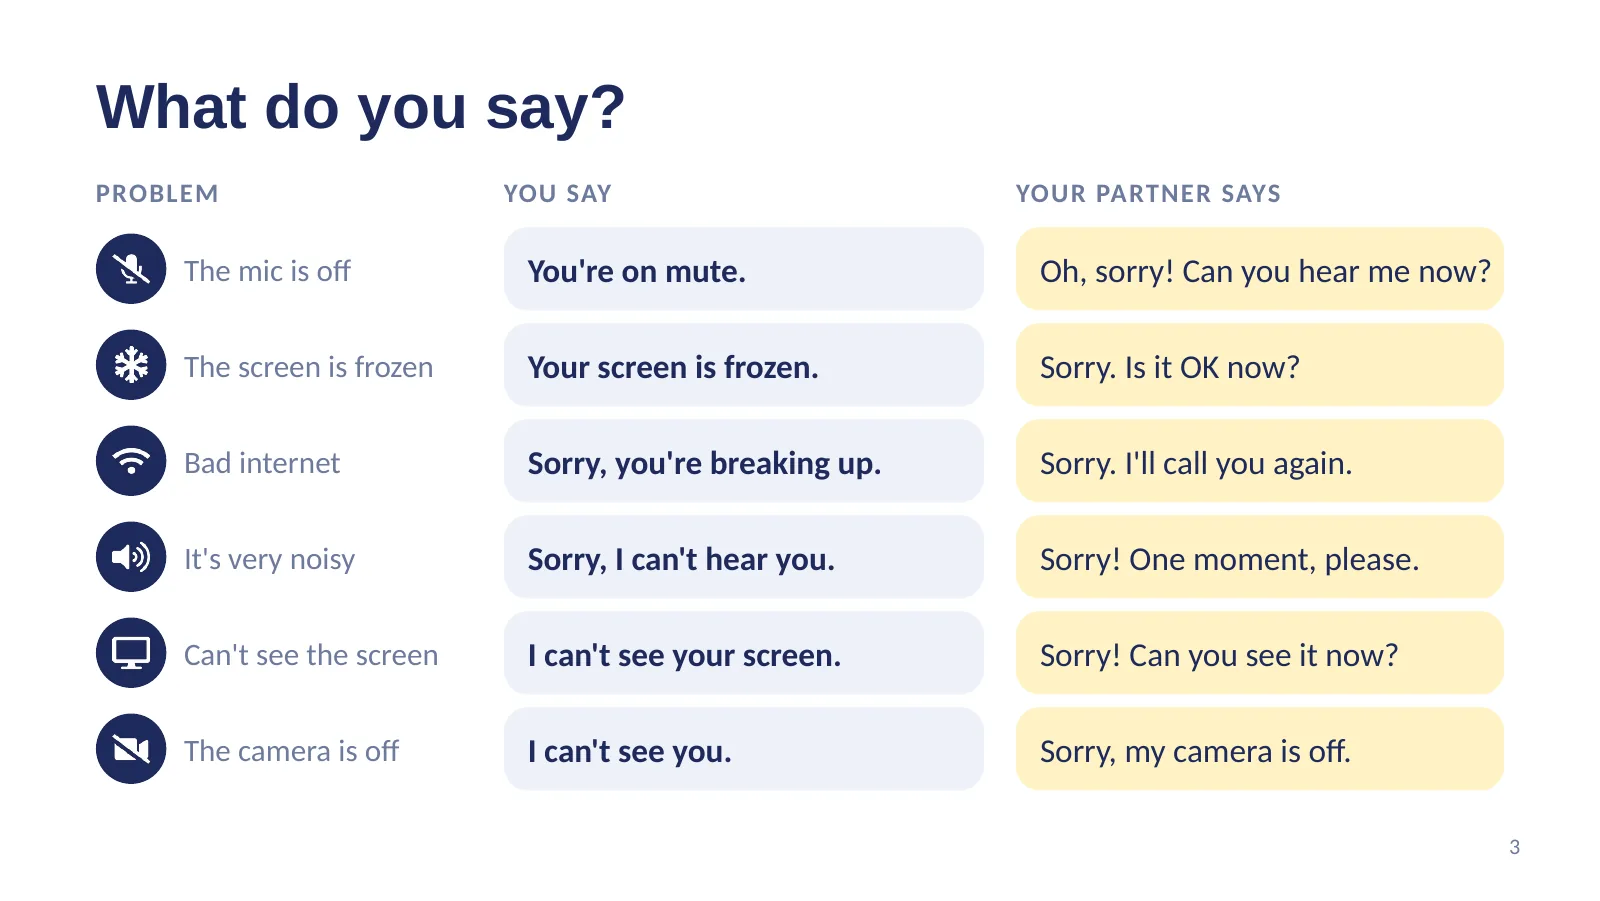 What do you say?
PROBLEM YOU SAY YOUR PARTNER SAYS
The mic is off You're on mute. Oh, sorry! Can you hear me now?
The screen is frozen Your screen is frozen. Sorry. Is it OK now?
Bad internet Sorry, you're breaking up. Sorry. I'll call you again.
It's very noisy Sorry, I can't hear you. Sorry! One moment, please.
Can't see the screen I can't see your screen. Sorry! Can you see it now?
The camera is off I can't see you. Sorry, my camera is off.
3